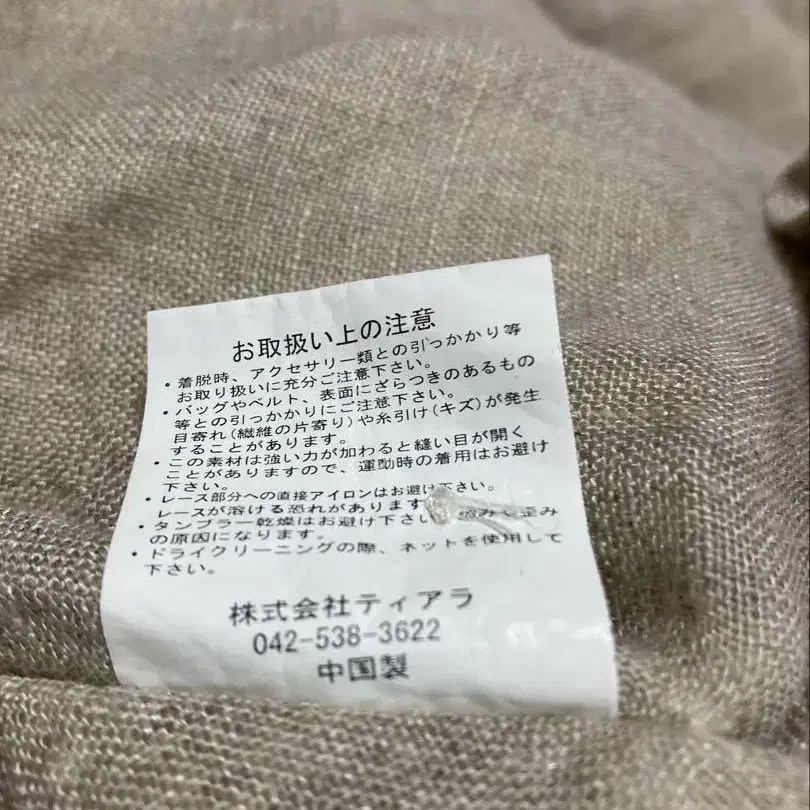 お取扱い上の注意
・着脱時、アクセサリー類との引っかかり等
お取り扱いに充分ご注意下さい。
・バッグやベルト、表面にざらつきのあるもの
等との引っかかりにご注意下さい。
目寄れ(繊維の片寄り)や糸引け(キズ)が発生
することがあります。
・この素材は強い力が加わると縫い目が開く
ことがありますので、運動時の着用はお避け
下さい。
・レース部分への直接アイロンはお避け下さい。
レースが溶ける恐れがあります
・タンブラー乾燥はお避け下さい 縮みや歪み
の原因になります。
・ドライクリーニングの際、ネットを使用して
下さい。
株式会社ティアラ
042-538-3622
中国製